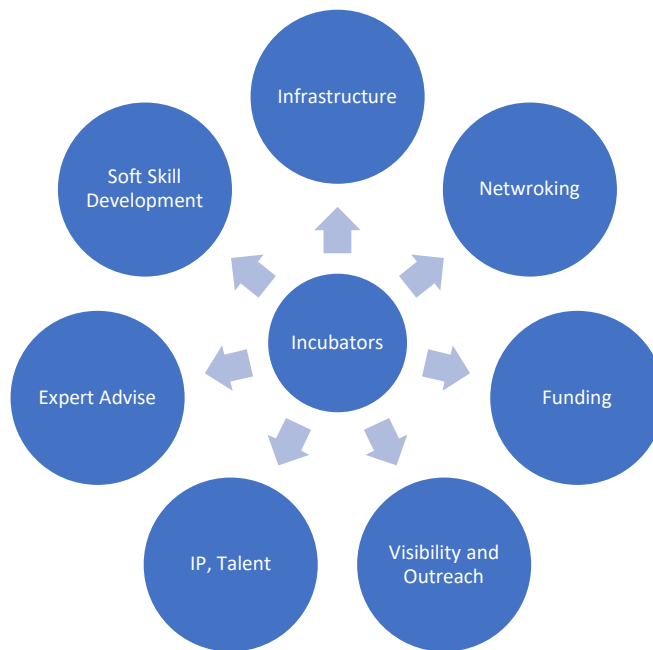 Infrastructure
Netwroking
Funding
Visibility and
Outreach
IP, Talent
Expert Advise
Soft Skill
Development
Incubators